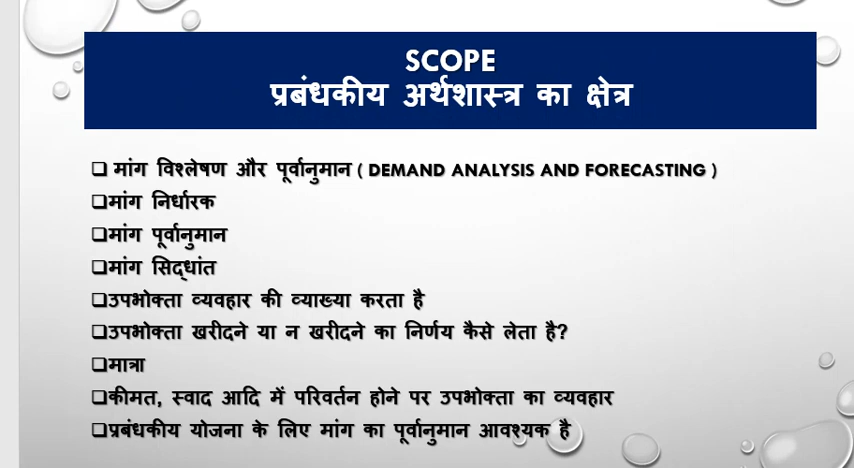 SCOPE
प्रबंधकीय अर्थशास्त्र का क्षेत्र
❑ मांग विश्लेषण और पूर्वानुमान ( DEMAND ANALYSIS AND FORECASTING )
❑मांग निर्धारक
❑मांग पूर्वानुमान
❑मांग सिद्धांत
❑उपभोक्ता व्यवहार की व्याख्या करता है
❑उपभोक्ता खरीदने या न खरीदने का निर्णय कैसे लेता है?
❑मात्रा
❑कीमत, स्वाद आदि में परिवर्तन होने पर उपभोक्ता का व्यवहार
❑प्रबंधकीय योजना के लिए मांग का पूर्वानुमान आवश्यक है